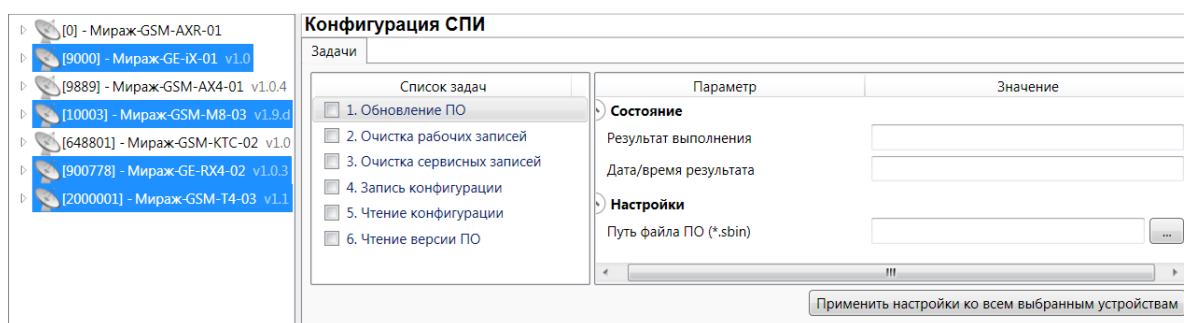 [0] - Мираж-GSM-AXR-01
[9000] - Мираж-GE-iX-01 v1.0
[9889] - Мираж-GSM-AX4-01 v1.0.4
[10003] - Мираж-GSM-M8-03 v1.9.d
[648801] - Мираж-GSM-КТС-02 v1.0
[900778] - Мираж-GE-RX4-02 v1.0.3
[2000001] - Мираж-GSM-T4-03 v1.1
Конфигурация СПИ
Задачи
Список задач
1. Обновление ПО
2. Очистка рабочих записей
3. Очистка сервисных записей
4. Запись конфигурации
5. Чтение конфигурации
6. Чтение версии ПО
Параметр Значение
Состояние
Результат выполнения
Дата/время результата
Настройки
Путь файла ПО (*.sbin) ...
Применить настройки ко всем выбранным устройствам